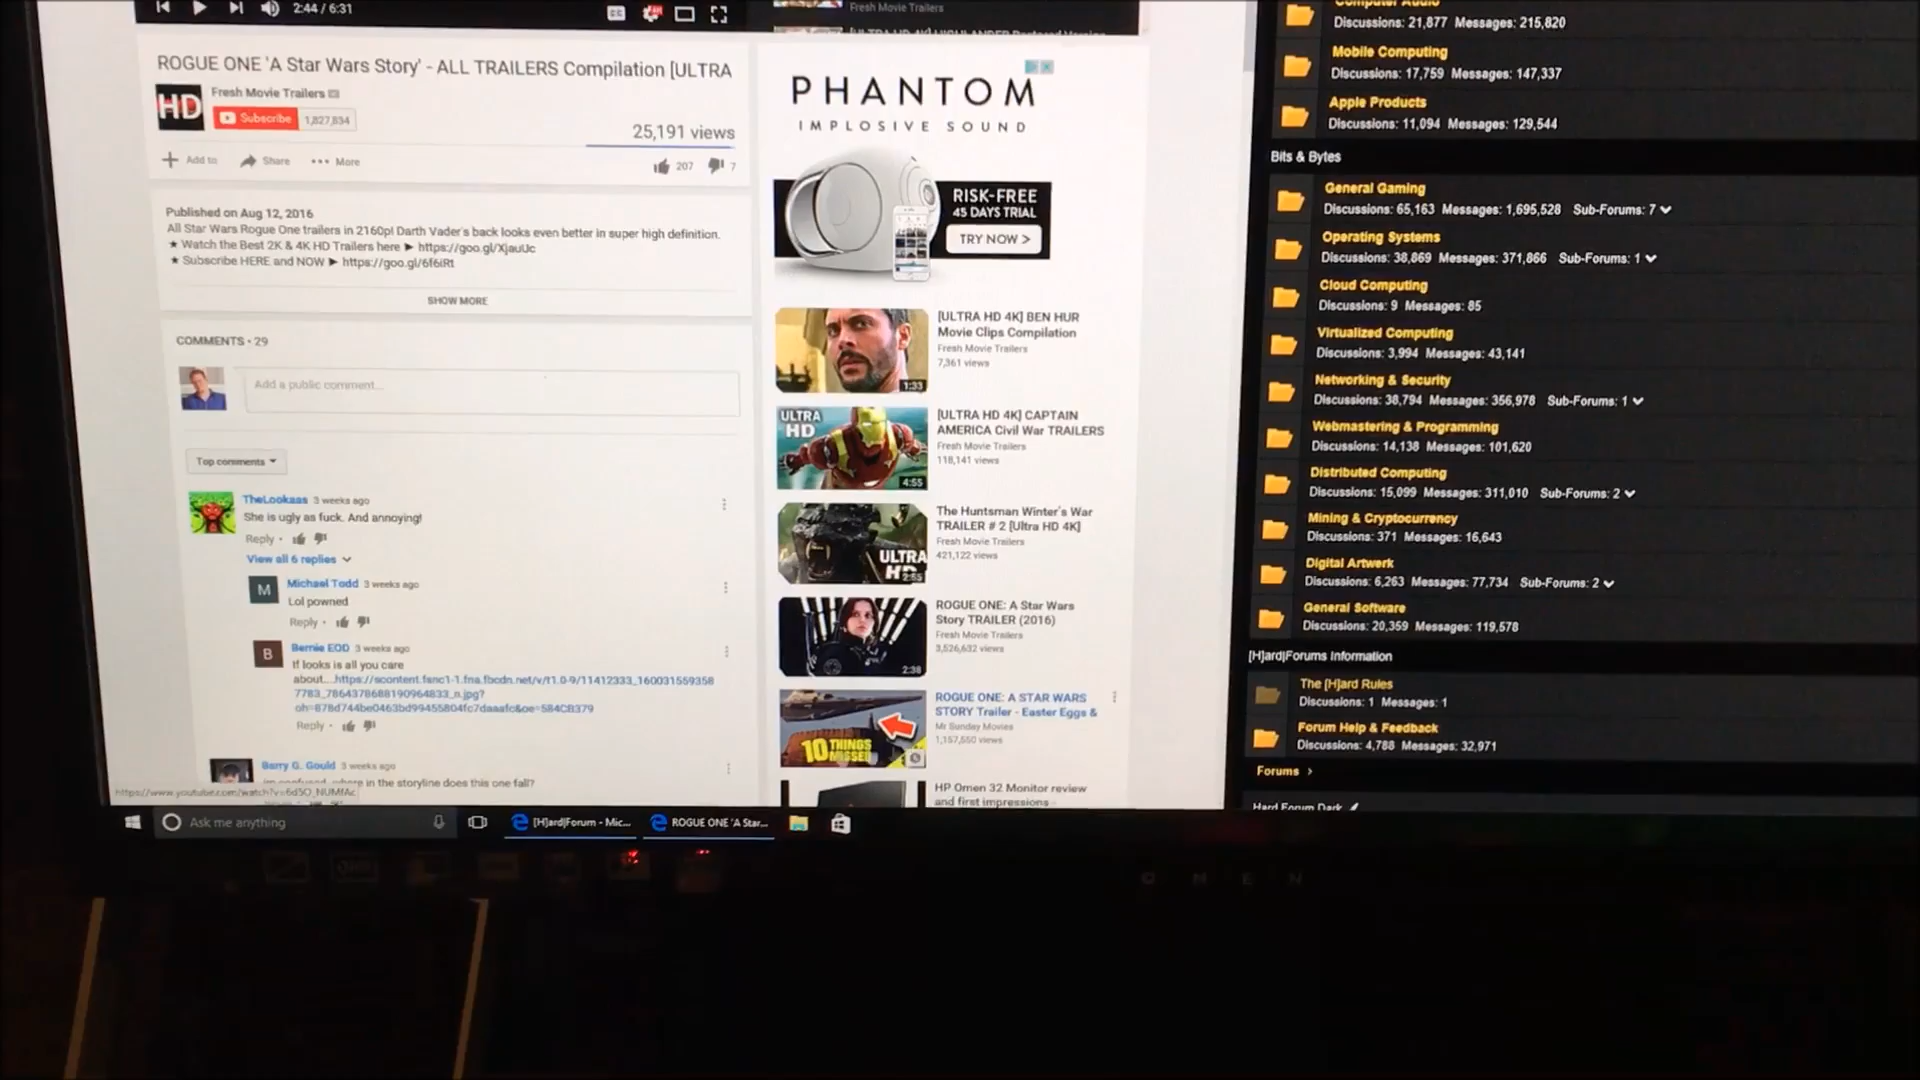 2:44 / 6:31
CC
4K
ROGUE ONE 'A Star Wars Story' - ALL TRAILERS Compilation [ULTRA
HD
Fresh Movie Trailers
Subscribe 1,827,834
25,191 views
Add to Share More
207 7
Published on Aug 12, 2016
All Star Wars Rogue One trailers in 2160p! Darth Vader's back looks even better in super high definition.
★ Watch the Best 2K & 4K HD Trailers here ► https://goo.gl/XjauUc
★ Subscribe HERE and NOW ► https://goo.gl/6f6iRt
SHOW MORE
COMMENTS • 29
Add a public comment...
Top comments
TheLookaas 3 weeks ago
She is ugly as fuck. And annoying!
Reply •
View all 6 replies
M
Michael Todd 3 weeks ago
Lol powned
Reply •
B
Bernie EOD 3 weeks ago
If looks is all you care
about....https://scontent.fsnc1-1.fna.fbcdn.net/v/t1.0-9/11412333_160031559358
7783_7864378688190964833_n.jpg?
oh=878d744be0463bd99455804fc7daaafc&oe=584CB379
Reply •
Barry G. Gould 3 weeks ago
in the storyline does this one fall?
https://www.youtube.com/watch?v=6d5O_NUMfAc
Fresh Movie Trailers
PHANTOM
IMPLOSIVE SOUND
RISK-FREE
45 DAYS TRIAL
TRY NOW >
[ULTRA HD 4K] BEN HUR
Movie Clips Compilation
Fresh Movie Trailers
7,361 views
1:33
ULTRA
HD
4:55
[ULTRA HD 4K] CAPTAIN
AMERICA Civil War TRAILERS
Fresh Movie Trailers
118,141 views
ULTRA
HD
2:55
The Huntsman Winter's War
TRAILER # 2 [Ultra HD 4K]
Fresh Movie Trailers
421,122 views
2:38
ROGUE ONE: A Star Wars
Story TRAILER (2016)
Fresh Movie Trailers
3,526,632 views
10 THINGS
MISSED
ROGUE ONE: A STAR WARS
STORY Trailer - Easter Eggs &
Mr Sunday Movies
1,157,550 views
HP Omen 32 Monitor review
and first impressions
Computer Audio
Discussions: 21,877 Messages: 215,820
Mobile Computing
Discussions: 17,759 Messages: 147,337
Apple Products
Discussions: 11,094 Messages: 129,544
Bits & Bytes
General Gaming
Discussions: 65,163 Messages: 1,695,528 Sub-Forums: 7
Operating Systems
Discussions: 38,869 Messages: 371,866 Sub-Forums: 1
Cloud Computing
Discussions: 9 Messages: 85
Virtualized Computing
Discussions: 3,994 Messages: 43,141
Networking & Security
Discussions: 38,794 Messages: 356,978 Sub-Forums: 1
Webmastering & Programming
Discussions: 14,138 Messages: 101,620
Distributed Computing
Discussions: 15,099 Messages: 311,010 Sub-Forums: 2
Mining & Cryptocurrency
Discussions: 371 Messages: 16,643
Digital Artwerk
Discussions: 6,263 Messages: 77,734 Sub-Forums: 2
General Software
Discussions: 20,359 Messages: 119,578
[H]ard|Forums Information
The [H]ard Rules
Discussions: 1 Messages: 1
Forum Help & Feedback
Discussions: 4,788 Messages: 32,971
Forums >
Hard Forum Dark
Ask me anything
[H]ard|Forum - Mic...
ROGUE ONE 'A Star...
OMEN